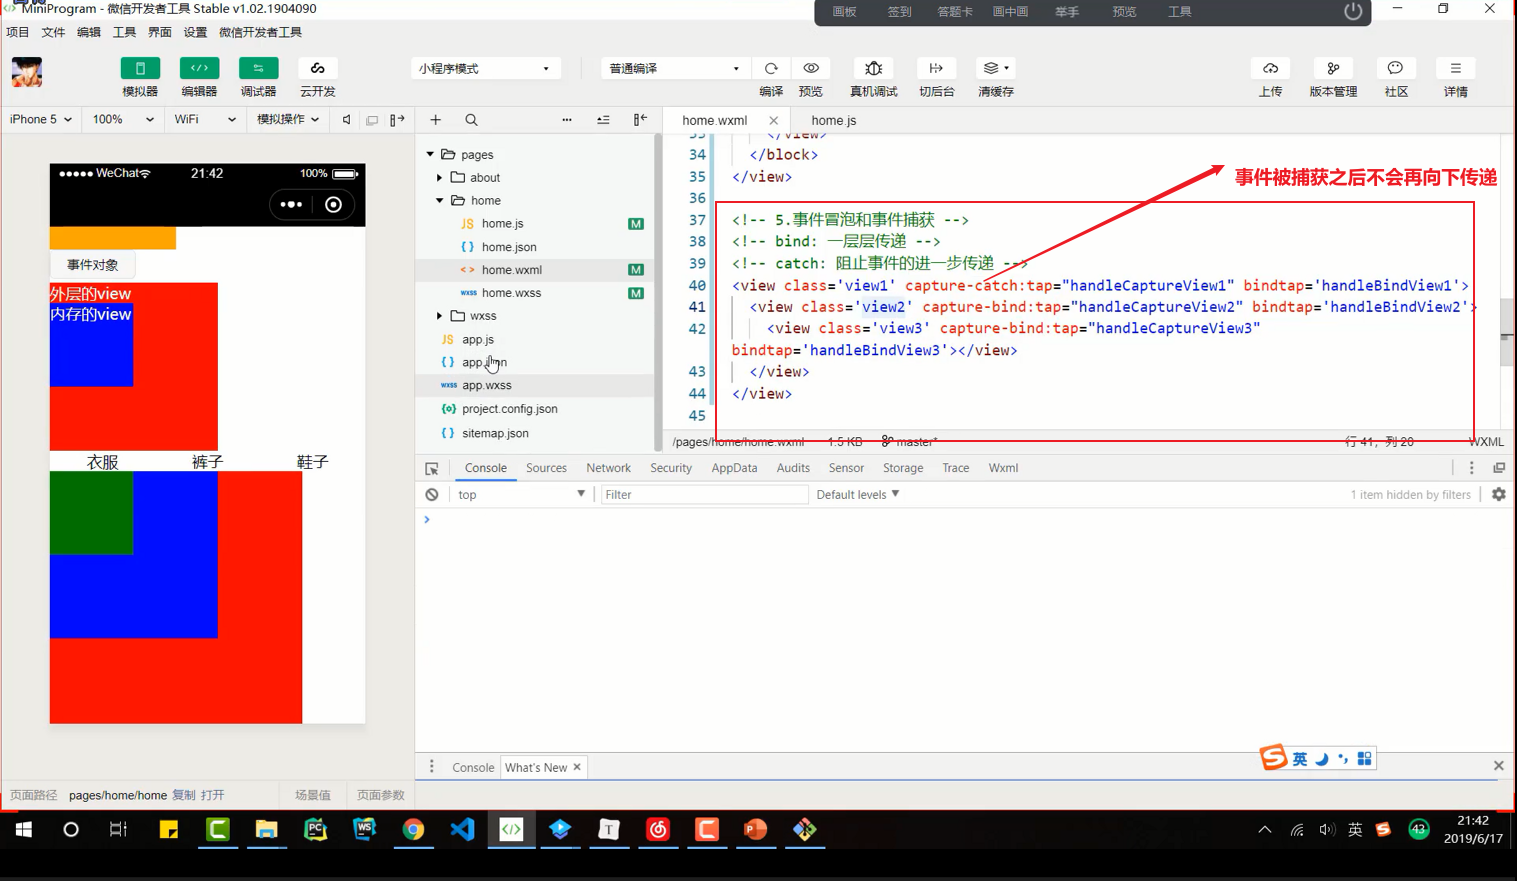 MiniProgram - 微信开发者工具 Stable v1.02.1904090
画板 签到 答题卡 画中画 举手 预览 工具
项目 文件 编辑 工具 界面 设置 微信开发者工具
小程序模式 普通编译
模拟器 编辑器 调试器 云开发 编译 预览 真机调试 切后台 清缓存 上传 版本管理 社区 详情
iPhone 5 100% WiFi 模拟操作
home.wxml home.js
WeChat 21:42 100%
事件对象
外层的view
内存的view
衣服 裤子 鞋子
pages
about
home
home.js M
home.json
home.wxml M
home.wxss M
wxss
app.js
app.json
app.wxss
project.config.json
sitemap.json
33 </view>
34 </block>
35 </view>
36
事件被捕获之后不会再向下传递
37 <!-- 5.事件冒泡和事件捕获 -->
38 <!-- bind: 一层层传递 -->
39 <!-- catch: 阻止事件的进一步传递 -->
40 <view class='view1' capture-catch:tap="handleCaptureView1" bindtap='handleBindView1'>
41 <view class='view2' capture-bind:tap="handleCaptureView2" bindtap='handleBindView2'>
42 <view class='view3' capture-bind:tap="handleCaptureView3"
bindtap='handleBindView3'></view>
43 </view>
44 </view>
45
/pages/home/home.wxml 1.5 KB master* 行 41, 列 20 WXML
Console Sources Network Security AppData Audits Sensor Storage Trace Wxml
top Filter Default levels 1 item hidden by filters
Console What's New
英
页面路径 pages/home/home 复制 打开 场景值 页面参数
英 43 21:42
2019/6/17